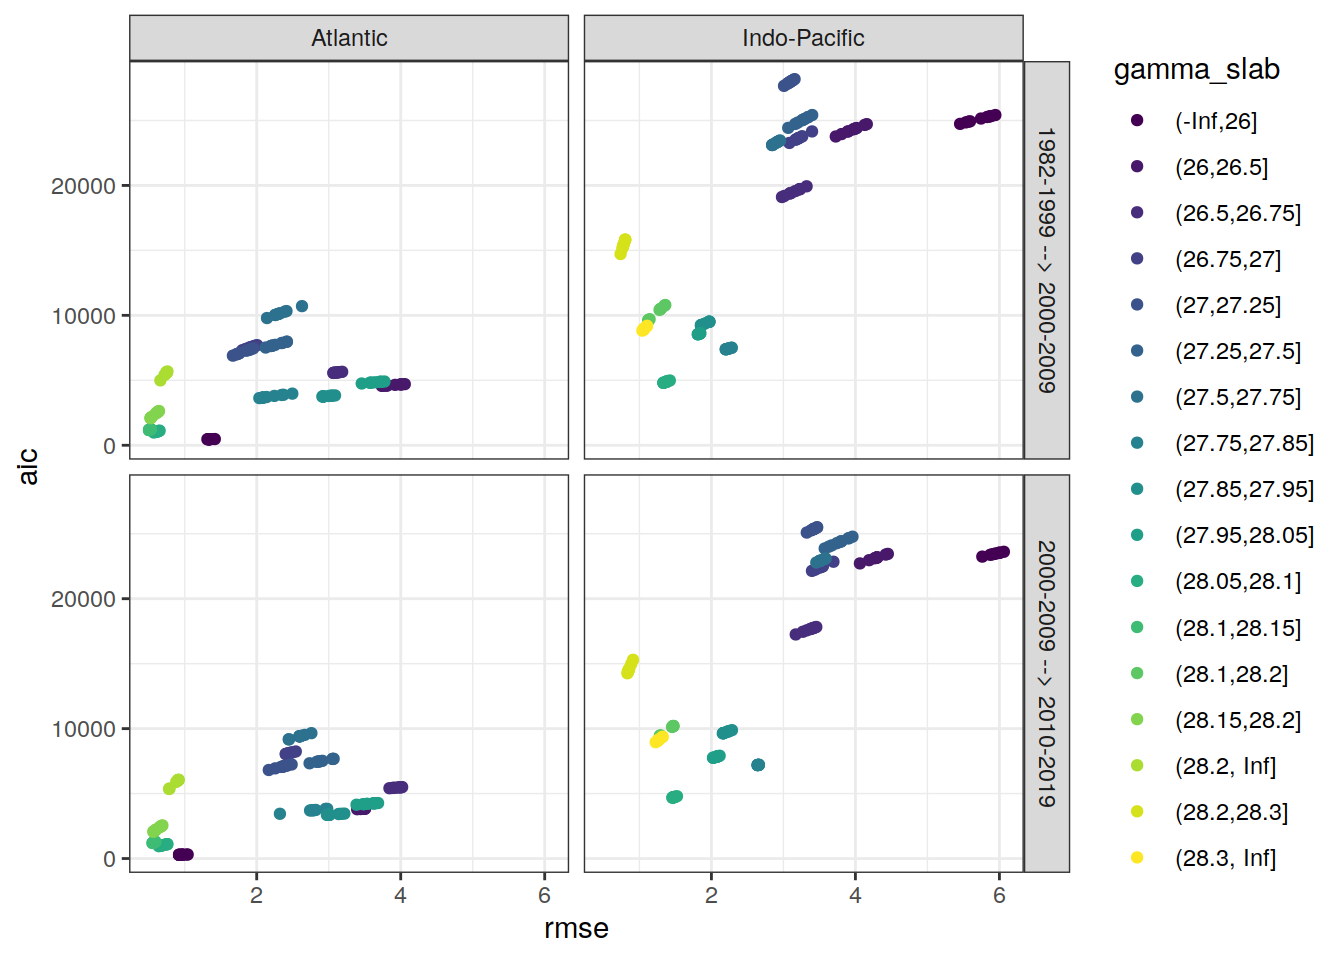 Atlantic
Indo-Pacific
1982-1999 --> 2000-2009
2000-2009 --> 2010-2019
20000
10000
0
20000
10000
0
2
4
6
2
4
6
aic
rmse
gamma_slab
(-Inf,26]
(26,26.5]
(26.5,26.75]
(26.75,27]
(27,27.25]
(27.25,27.5]
(27.5,27.75]
(27.75,27.85]
(27.85,27.95]
(27.95,28.05]
(28.05,28.1]
(28.1,28.15]
(28.1,28.2]
(28.15,28.2]
(28.2, Inf]
(28.2,28.3]
(28.3, Inf]